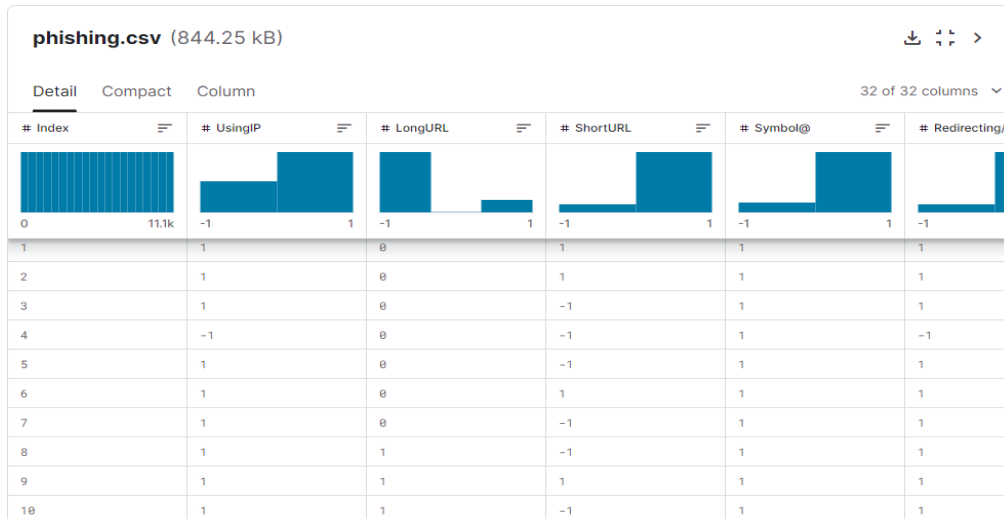 phishing.csv (844.25 kB)
Detail Compact Column 32 of 32 columns
# Index # UsingIP # LongURL # ShortURL # Symbol@ # Redirecting/
0 11.1k -1 1 -1 1 -1 1 -1 1 -1
1 1 0 1 1 1
2 1 0 1 1 1
3 1 0 -1 1 1
4 -1 0 -1 1 -1
5 1 0 -1 1 1
6 1 0 1 1 1
7 1 0 -1 1 1
8 1 1 -1 1 1
9 1 1 1 1 1
10 1 1 -1 1 1